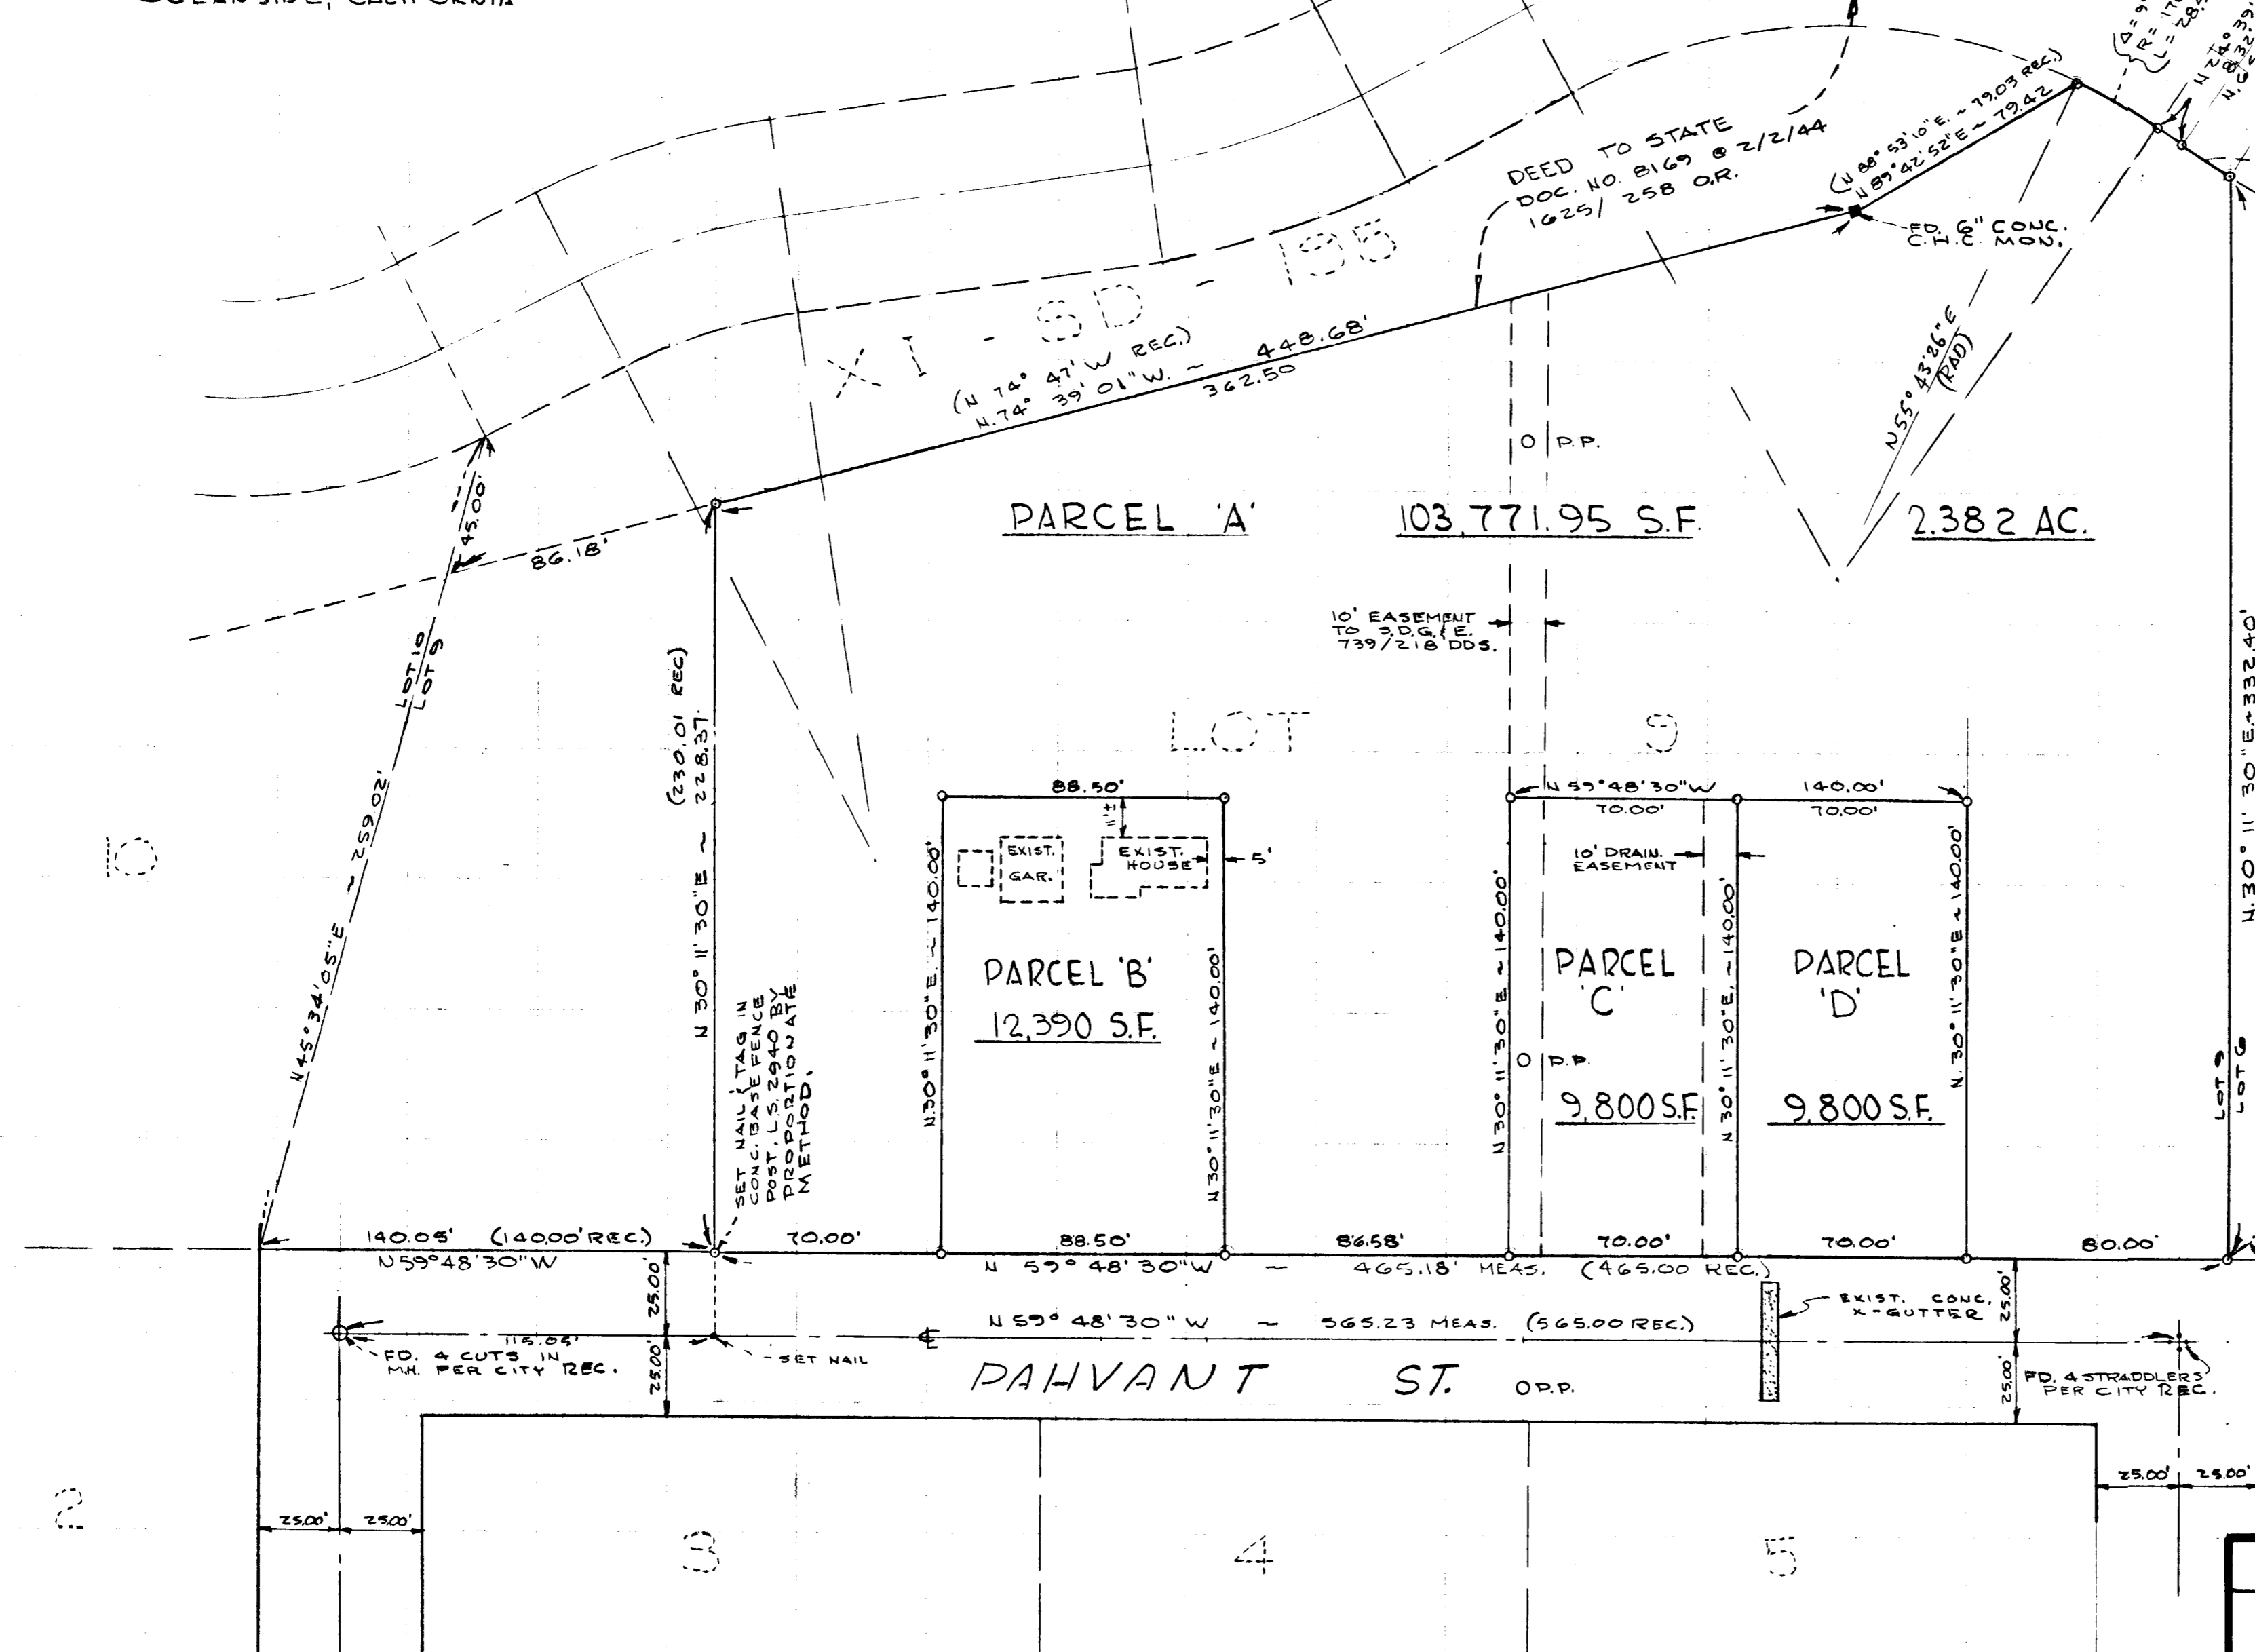 OCEANSIDE, CALIFORNIA
DEED TO STATE
DOC. NO. 8169 @ 2/2/44
1625/ 258 O.R.
(N 88° 53' 10" E. ~ 79.03 REC.)
N 89° 42' 52" E ~ 79.42
FD. 6" CONC.
C.H.C. MON.
XI - SD - 195
(N 74° 47' W REC.)
N. 74° 39' 01" W. ~ 448.68'
362.50
N 55° 43' 26" E
(RAD)
45.00'
86.18'
O P.P.
PARCEL 'A' 103,771.95 S.F. 2.382 AC.
10' EASEMENT
TO S.D.G. & E.
739/218 DDS.
LOT 10
LOT 9
(230.01 REC)
N 30° 11' 30" E ~ 228.37.
N. 30° 11' 30" E. ~ 332.40'
LOT 9
10
N 45° 34' 05" E ~ 259.02'
88.50'
N 59° 48' 30" W 140.00'
70.00' 70.00'
11'±
EXIST.
GAR.
EXIST.
HOUSE
5'
10' DRAIN.
EASEMENT
N. 30° 11' 30" E. ~ 140.00'
PARCEL 'B'
12,390 S.F.
N 30° 11' 30" E ~ 140.00'
N 30° 11' 30" E ~ 140.00'
PARCEL
'C'
9,800 S.F.
O P.P.
N 30° 11' 30" E. ~ 140.00'
PARCEL
'D'
9,800 S.F.
N. 30° 11' 30" E ~ 140.00'
LOT 9
LOT 6
SET NAIL & TAG IN
CONC. BASE FENCE
POST, L.S. 2940 BY
PROPORTIONATE
METHOD.
140.05' (140.00' REC.) 70.00' 88.50' 86.58' 70.00' 70.00' 80.00'
N 59° 48' 30" W
N 59° 48' 30" W ~ 465.18' MEAS. (465.00 REC.)
25.00'
25.00'
115.05'
N 59° 48' 30" W ~ 565.23 MEAS. (565.00 REC.)
EXIST. CONC.
X-GUTTER
25.00'
25.00'
FD. 4 CUTS IN
M.H. PER CITY REC.
SET NAIL
PAHVANT ST. O P.P.
FD. 4 STRADDLERS
PER CITY REC.
25.00' 25.00'
25.00' 25.00'
2 3 4 5